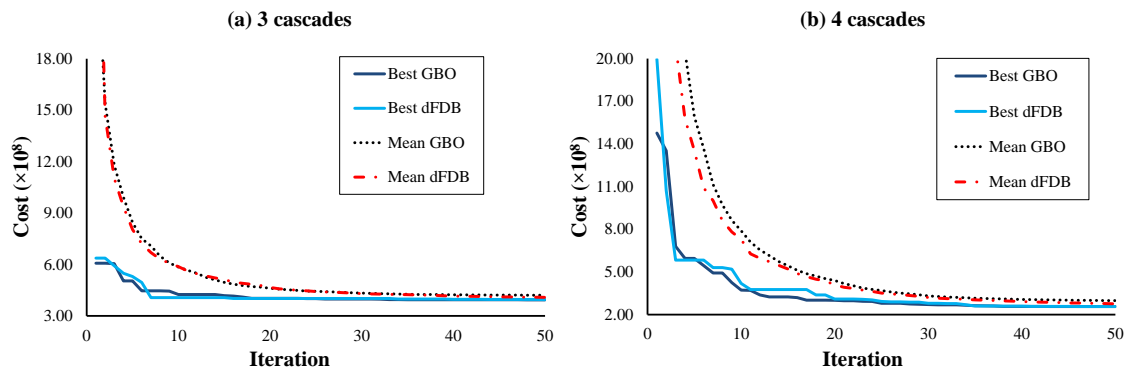 (a) 3 cascades
18.00
15.00
12.00
9.00
6.00
3.00
Cost (×10⁸)
0
10
20
30
40
50
Iteration
Best GBO
Best dFDB
Mean GBO
Mean dFDB
(b) 4 cascades
20.00
17.00
14.00
11.00
8.00
5.00
2.00
Cost (×10⁸)
0
10
20
30
40
50
Iteration
Best GBO
Best dFDB
Mean GBO
Mean dFDB